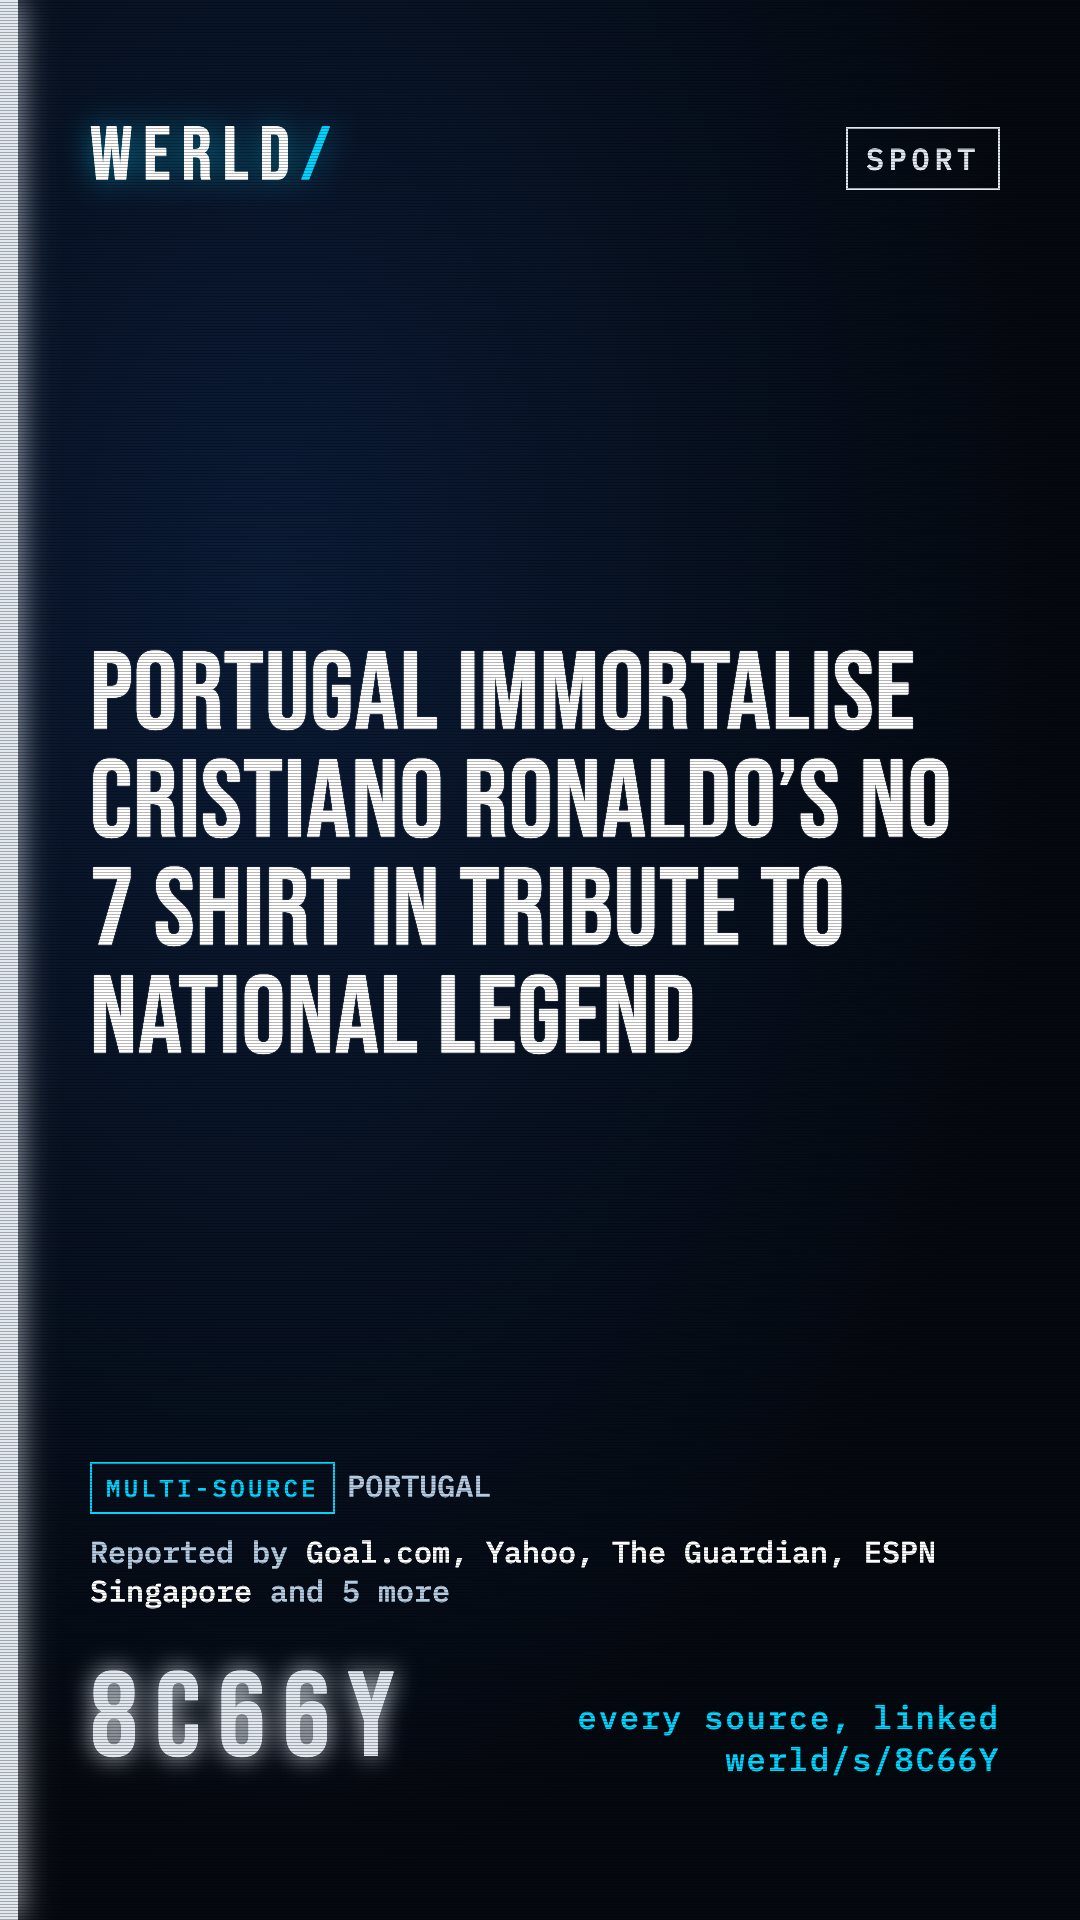 WERLD/
SPORT
PORTUGAL IMMORTALISE
CRISTIANO RONALDO’S NO
7 SHIRT IN TRIBUTE TO
NATIONAL LEGEND
MULTI-SOURCE PORTUGAL
Reported by Goal.com, Yahoo, The Guardian, ESPN
Singapore and 5 more
8C66Y
every source, linked
werld/s/8C66Y